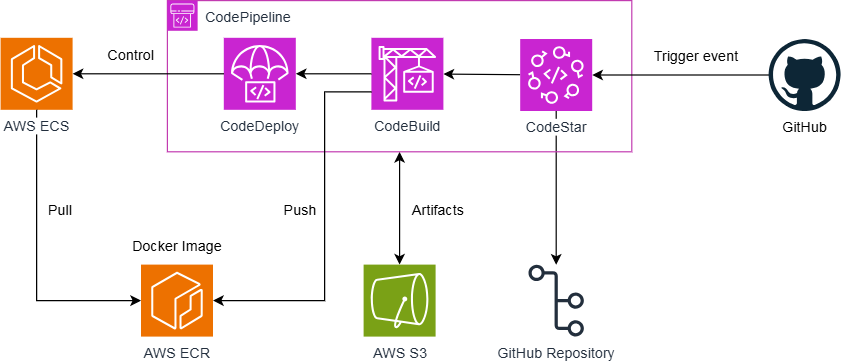 CodePipeline
Control
Trigger event
AWS ECS
CodeDeploy
CodeBuild
CodeStar
GitHub
Pull
Push
Artifacts
Docker Image
AWS ECR
AWS S3
GitHub Repository